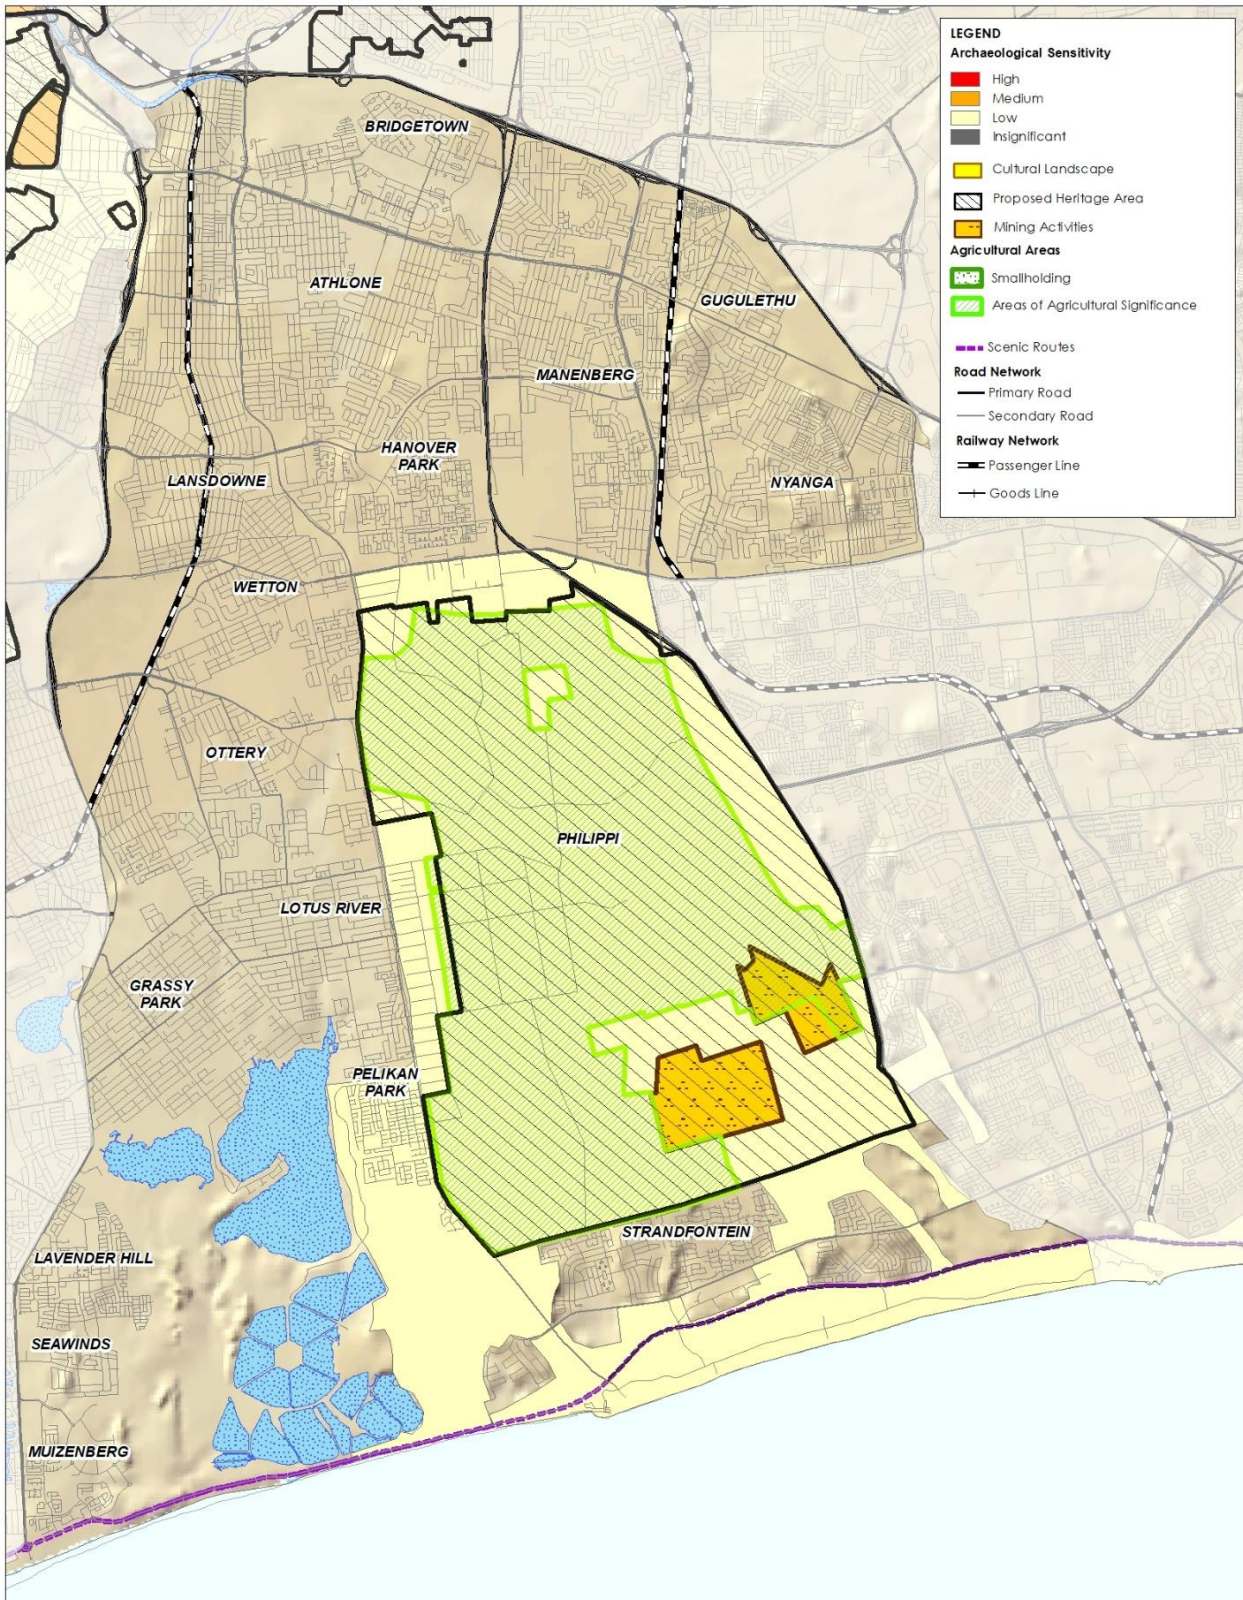 LEGEND
Archaeological Sensitivity
High
Medium
Low
Insignificant
Cultural Landscape
Proposed Heritage Area
Mining Activities
Agricultural Areas
Smallholding
Areas of Agricultural Significance
Scenic Routes
Road Network
Primary Road
Secondary Road
Railway Network
Passenger Line
Goods Line
BRIDGETOWN
ATHLONE
GUGULETHU
MANENBERG
HANOVER
PARK
LANSDOWNE
NYANGA
WETTON
OTTERY
PHILIPPI
LOTUS RIVER
GRASSY
PARK
PELIKAN
PARK
STRANDFONTEIN
LAVENDER HILL
SEAWINDS
MUIZENBERG